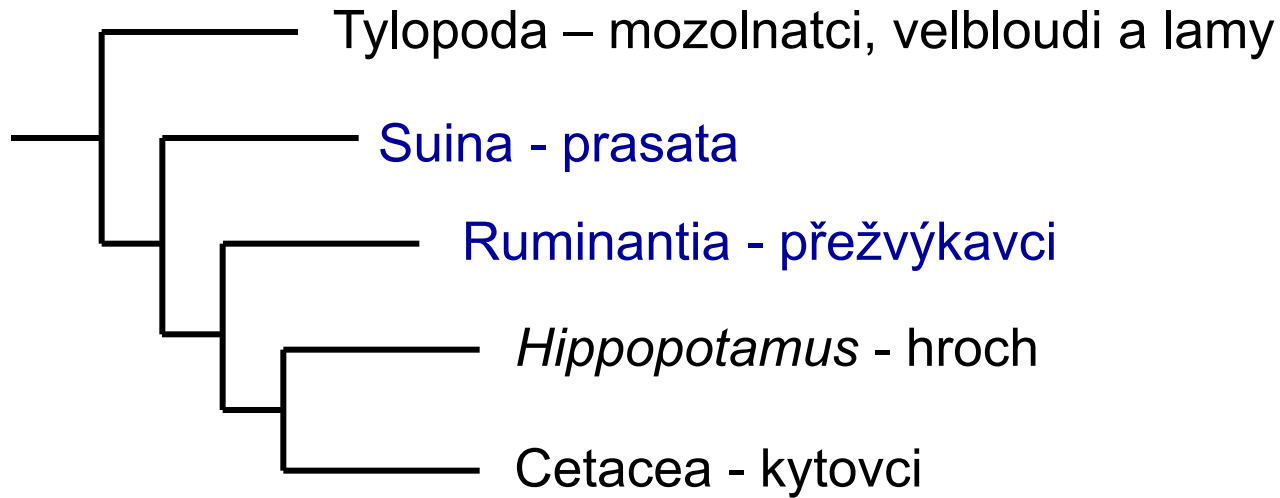 Tylopoda – mozolnatci, velbloudi a lamy
Suina - prasata
Ruminantia - přežvýkavci
Hippopotamus - hroch
Cetacea - kytovci